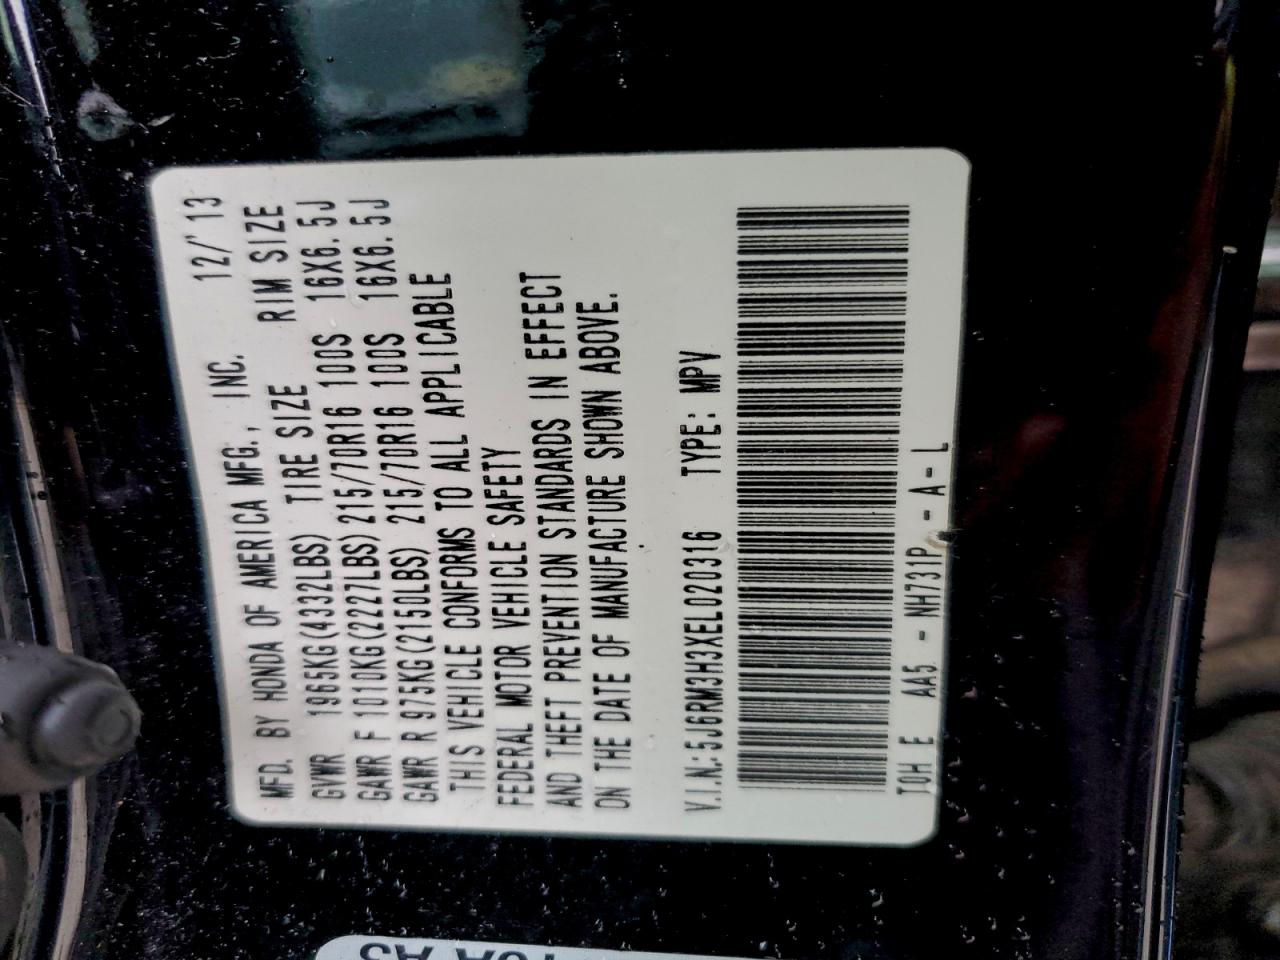 MFD. BY HONDA OF AMERICA MFG., INC. 12/'13
GVWR 1965KG(4332LBS) TIRE SIZE RIM SIZE
GAWR F 1010KG(2227LBS) 215/70R16 100S 16X6.5J
GAWR R 975KG(2150LBS) 215/70R16 100S 16X6.5J
THIS VEHICLE CONFORMS TO ALL APPLICABLE
FEDERAL MOTOR VEHICLE SAFETY
AND THEFT PREVENTION STANDARDS IN EFFECT
ON THE DATE OF MANUFACTURE SHOWN ABOVE.
V.I.N.:5J6RM3H3XEL020316 TYPE: MPV
T0H E AA5. - NH731P - A - L